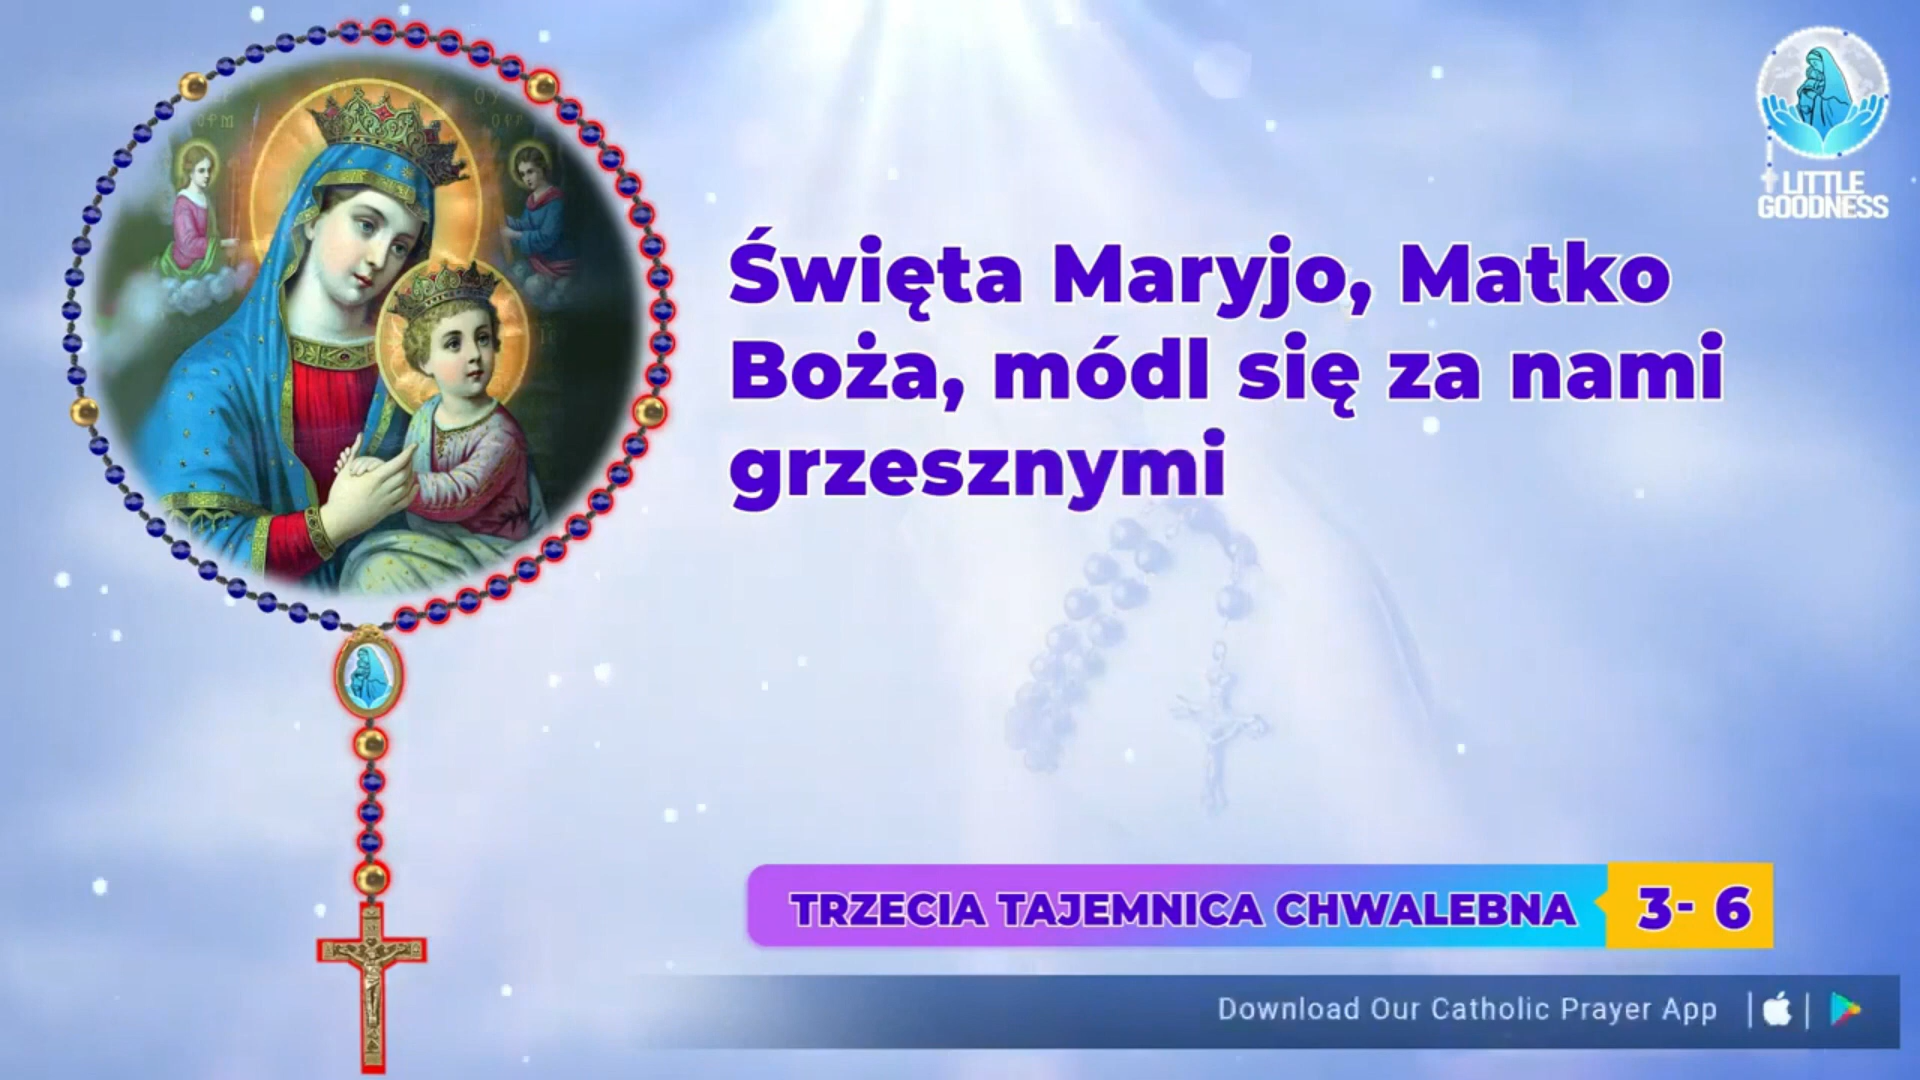 LITTLE
GOODNESS
Święta Maryjo, Matko
Boża, módl się za nami
grzesznymi
TRZECIA TAJEMNICA CHWALEBNA 3- 6
Download Our Catholic Prayer App